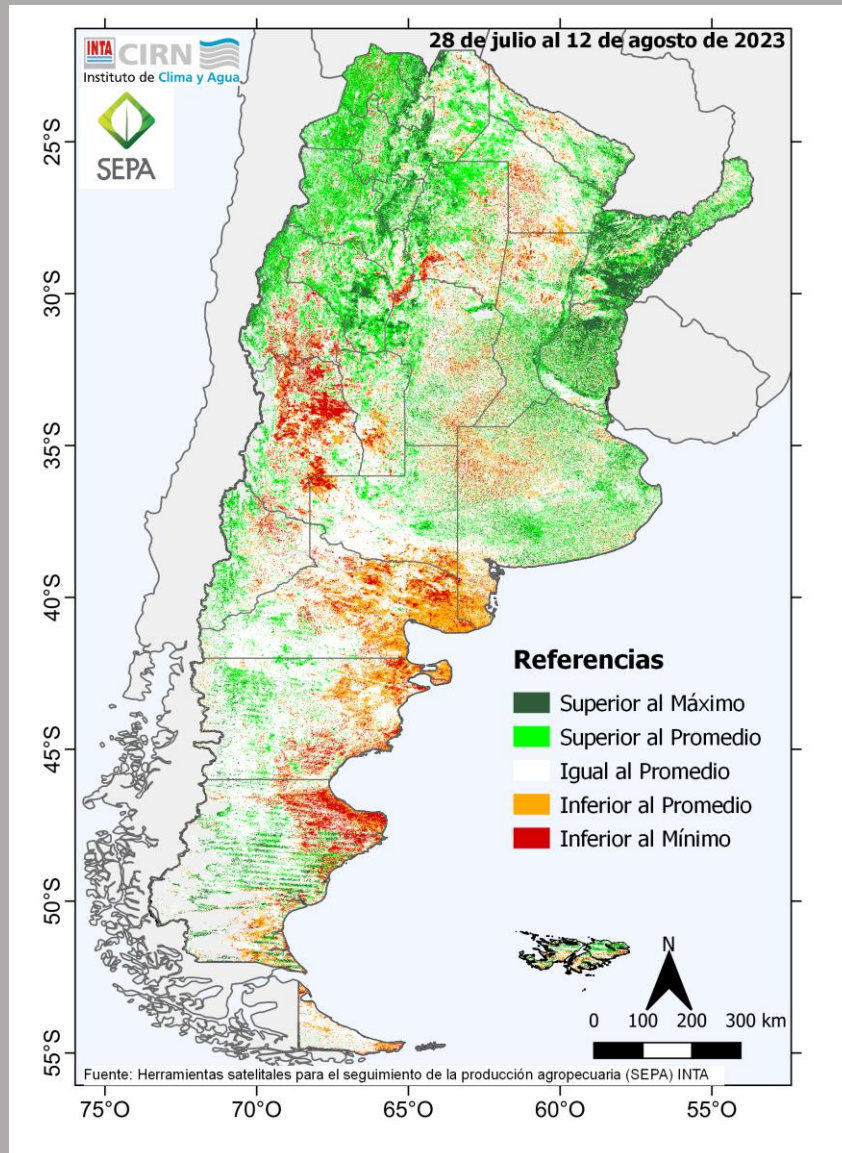 INTA CIRN
Instituto de Clima y Agua
SEPA
28 de julio al 12 de agosto de 2023
25°S
30°S
35°S
40°S
45°S
50°S
55°S
Referencias
Superior al Máximo
Superior al Promedio
Igual al Promedio
Inferior al Promedio
Inferior al Mínimo
N
0 100 200 300 km
Fuente: Herramientas satelitales para el seguimiento de la producción agropecuaria (SEPA) INTA
75°O 70°O 65°O 60°O 55°O